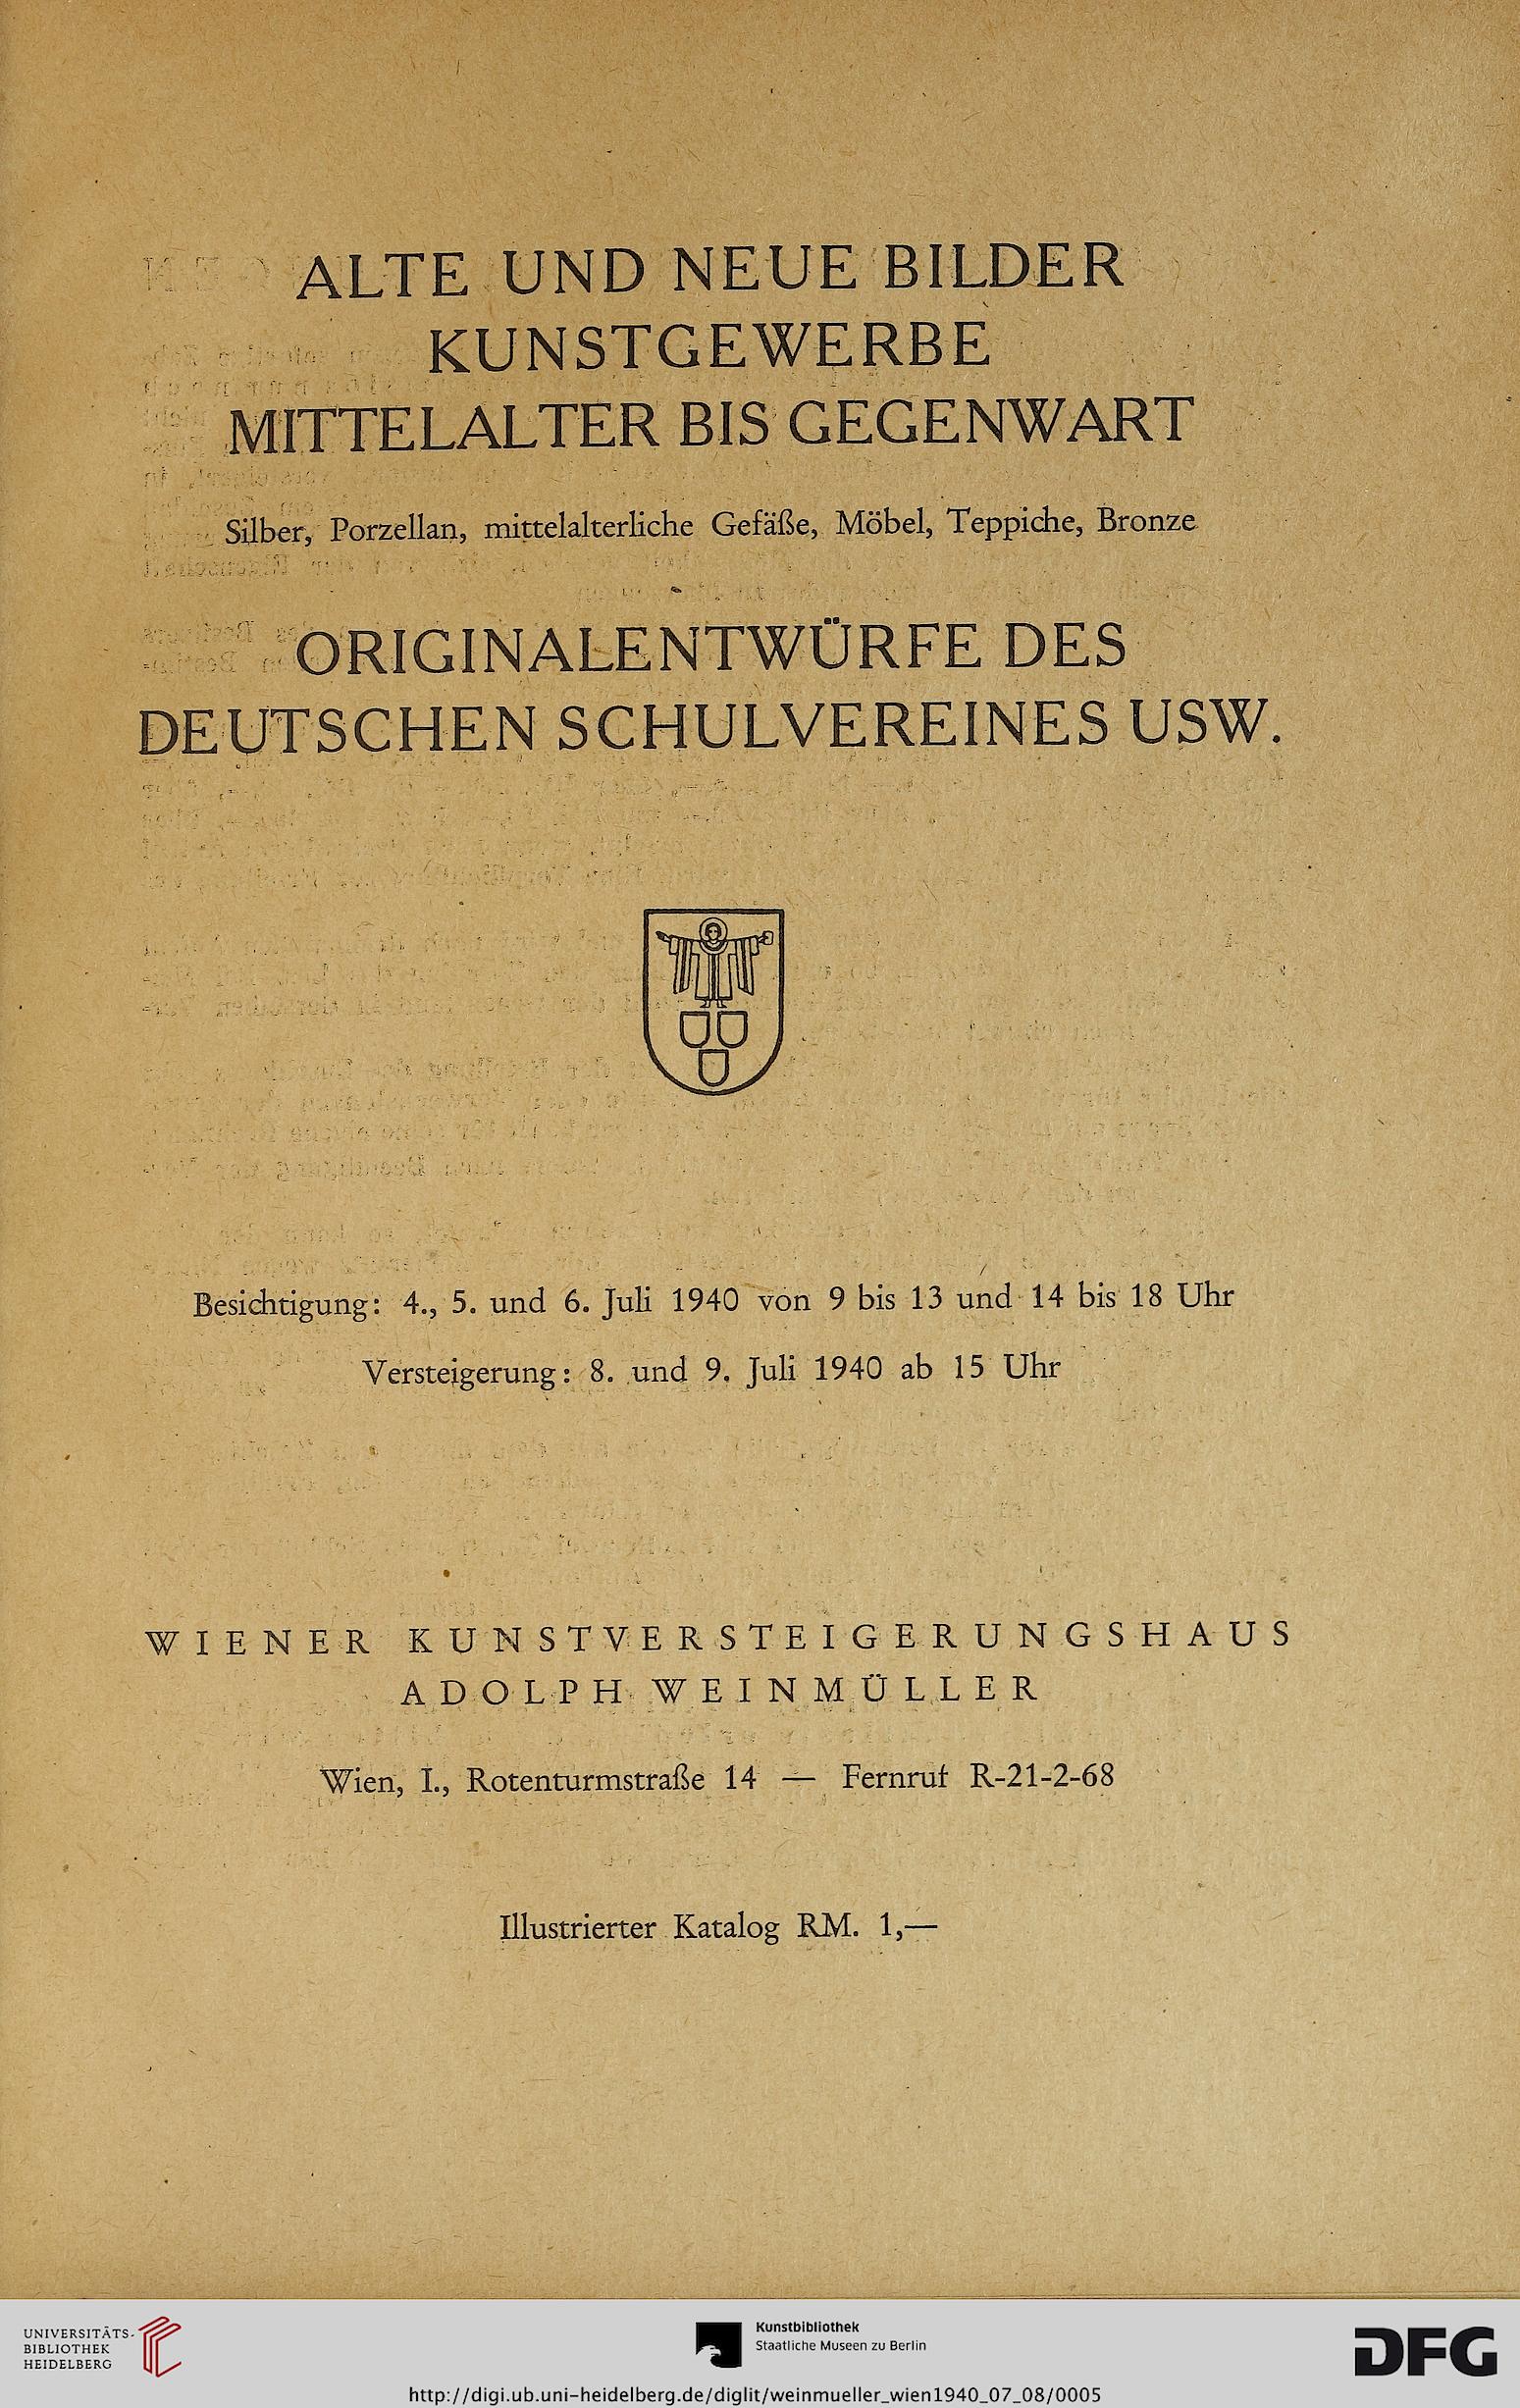 ALTE UND NEUE BILDER
KUNSTGEWERBE
MITTELALTER BIS GEGENWART
Silber, Porzellan, mittelalterliche Gefäße, Möbel, Teppiche, Bronze
ORIGINALENTWÜRFE DES
DEUTSCHEN SCHULVEREINES USW.
Besichtigung: 4., 5. und 6. Juli 1940 von 9 bis 13 und 14 bis 18 Uhr
Versteigerung: 8. und 9. Juli 1940 ab 15 Uhr
WIENER KUNSTVERSTEIGERUNGSHAUS
ADOLPH WEINMÜLLER
Wien, I., Rotenturmstraße 14 — Fernruf R-21-2-68
Illustrierter Katalog RM. 1,—
UNIVERSITÄTS-
BIBLIOTHEK
HEIDELBERG
Kunstbibliothek
Staatliche Museen zu Berlin
DFG
http://digi.ub.uni-heidelberg.de/diglit/weinmueller_wien1940_07_08/0005